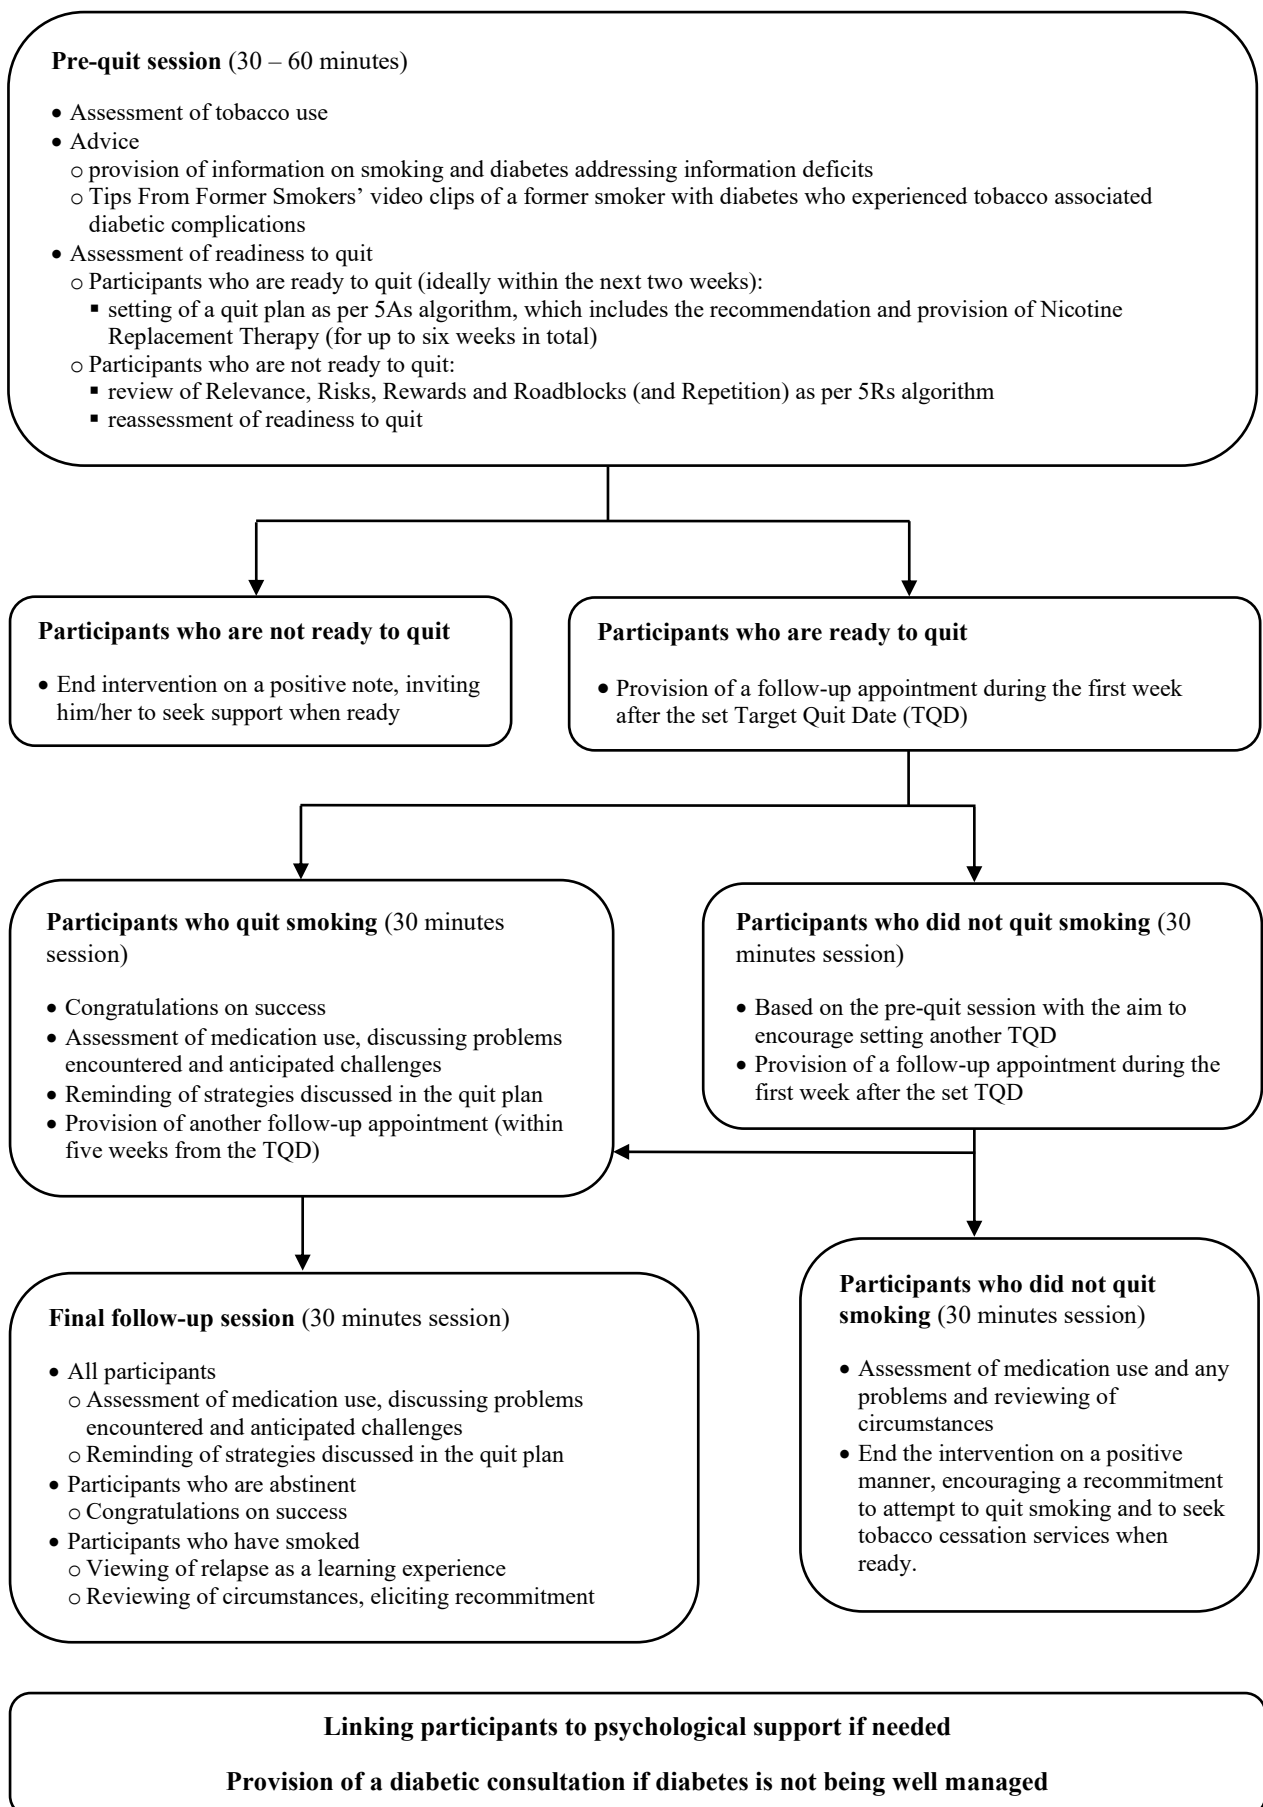 Pre-quit session (30 – 60 minutes)
• Assessment of tobacco use
• Advice
o provision of information on smoking and diabetes addressing information deficits
o Tips From Former Smokers’ video clips of a former smoker with diabetes who experienced tobacco associated
diabetic complications
• Assessment of readiness to quit
o Participants who are ready to quit (ideally within the next two weeks):
▪ setting of a quit plan as per 5As algorithm, which includes the recommendation and provision of Nicotine
Replacement Therapy (for up to six weeks in total)
o Participants who are not ready to quit:
▪ review of Relevance, Risks, Rewards and Roadblocks (and Repetition) as per 5Rs algorithm
▪ reassessment of readiness to quit
Participants who are not ready to quit
• End intervention on a positive note, inviting
him/her to seek support when ready
Participants who are ready to quit
• Provision of a follow-up appointment during the first week
after the set Target Quit Date (TQD)
Participants who quit smoking (30 minutes
session)
• Congratulations on success
• Assessment of medication use, discussing problems
encountered and anticipated challenges
• Reminding of strategies discussed in the quit plan
• Provision of another follow-up appointment (within
five weeks from the TQD)
Participants who did not quit smoking (30
minutes session)
• Based on the pre-quit session with the aim to
encourage setting another TQD
• Provision of a follow-up appointment during the
first week after the set TQD
Final follow-up session (30 minutes session)
• All participants
o Assessment of medication use, discussing problems
encountered and anticipated challenges
o Reminding of strategies discussed in the quit plan
• Participants who are abstinent
o Congratulations on success
• Participants who have smoked
o Viewing of relapse as a learning experience
o Reviewing of circumstances, eliciting recommitment
Participants who did not quit
smoking (30 minutes session)
• Assessment of medication use and any
problems and reviewing of
circumstances
• End the intervention on a positive
manner, encouraging a recommitment
to attempt to quit smoking and to seek
tobacco cessation services when
ready.
Linking participants to psychological support if needed
Provision of a diabetic consultation if diabetes is not being well managed